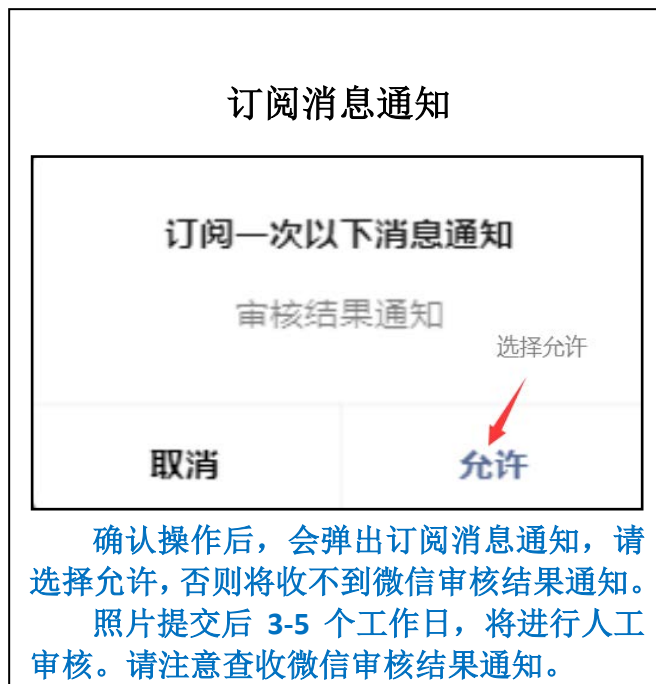 订阅消息通知
订阅一次以下消息通知
审核结果通知
选择允许
取消
允许
确认操作后，会弹出订阅消息通知，请
选择允许，否则将收不到微信审核结果通知。
照片提交后 3-5 个工作日，将进行人工
审核。请注意查收微信审核结果通知。